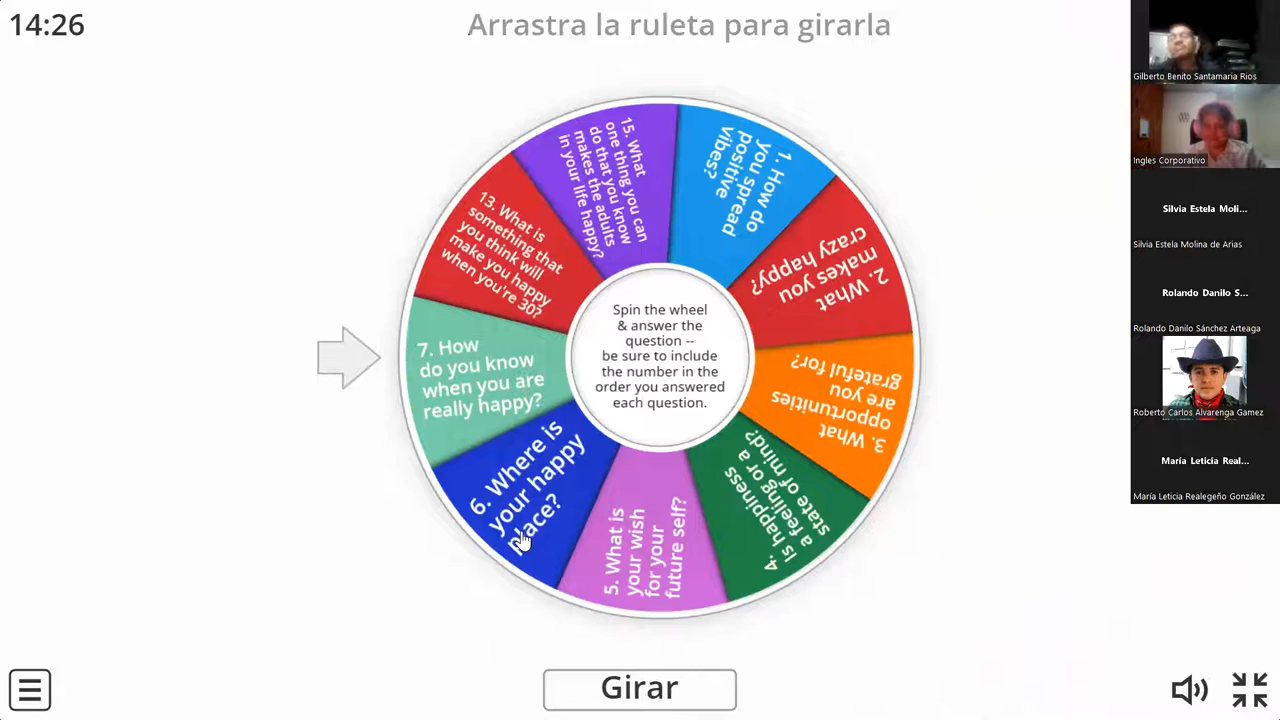 14:26
Arrastra la ruleta para girarla
15. What
one thing you can
do that you know
makes the adults
in your life happy?
1. How do
you spread
positive
vibes?
2. What
makes you
crazy happy?
3. What
opportunities
are you
grateful for?
4.
Is happiness
a feeling or a
state of mind?
5. What is
your wish
for your
future self?
6. Where is
your happy
place?
7. How
do you know
when you are
really happy?
13. What is
something that
you think will
make you happy
when you're 30?
Spin the wheel
& answer the
question --
be sure to include
the number in the
order you answered
each question.
Girar
Gilberto Benito Santamaria Rios
Ingles Corporativo
Silvia Estela Moli...
Silvia Estela Molina de Arias
Rolando Danilo S...
Rolando Danilo Sánchez Arteaga
Roberto Carlos Alvarenga Gamez
María Leticia Real...
María Leticia Realegeño González